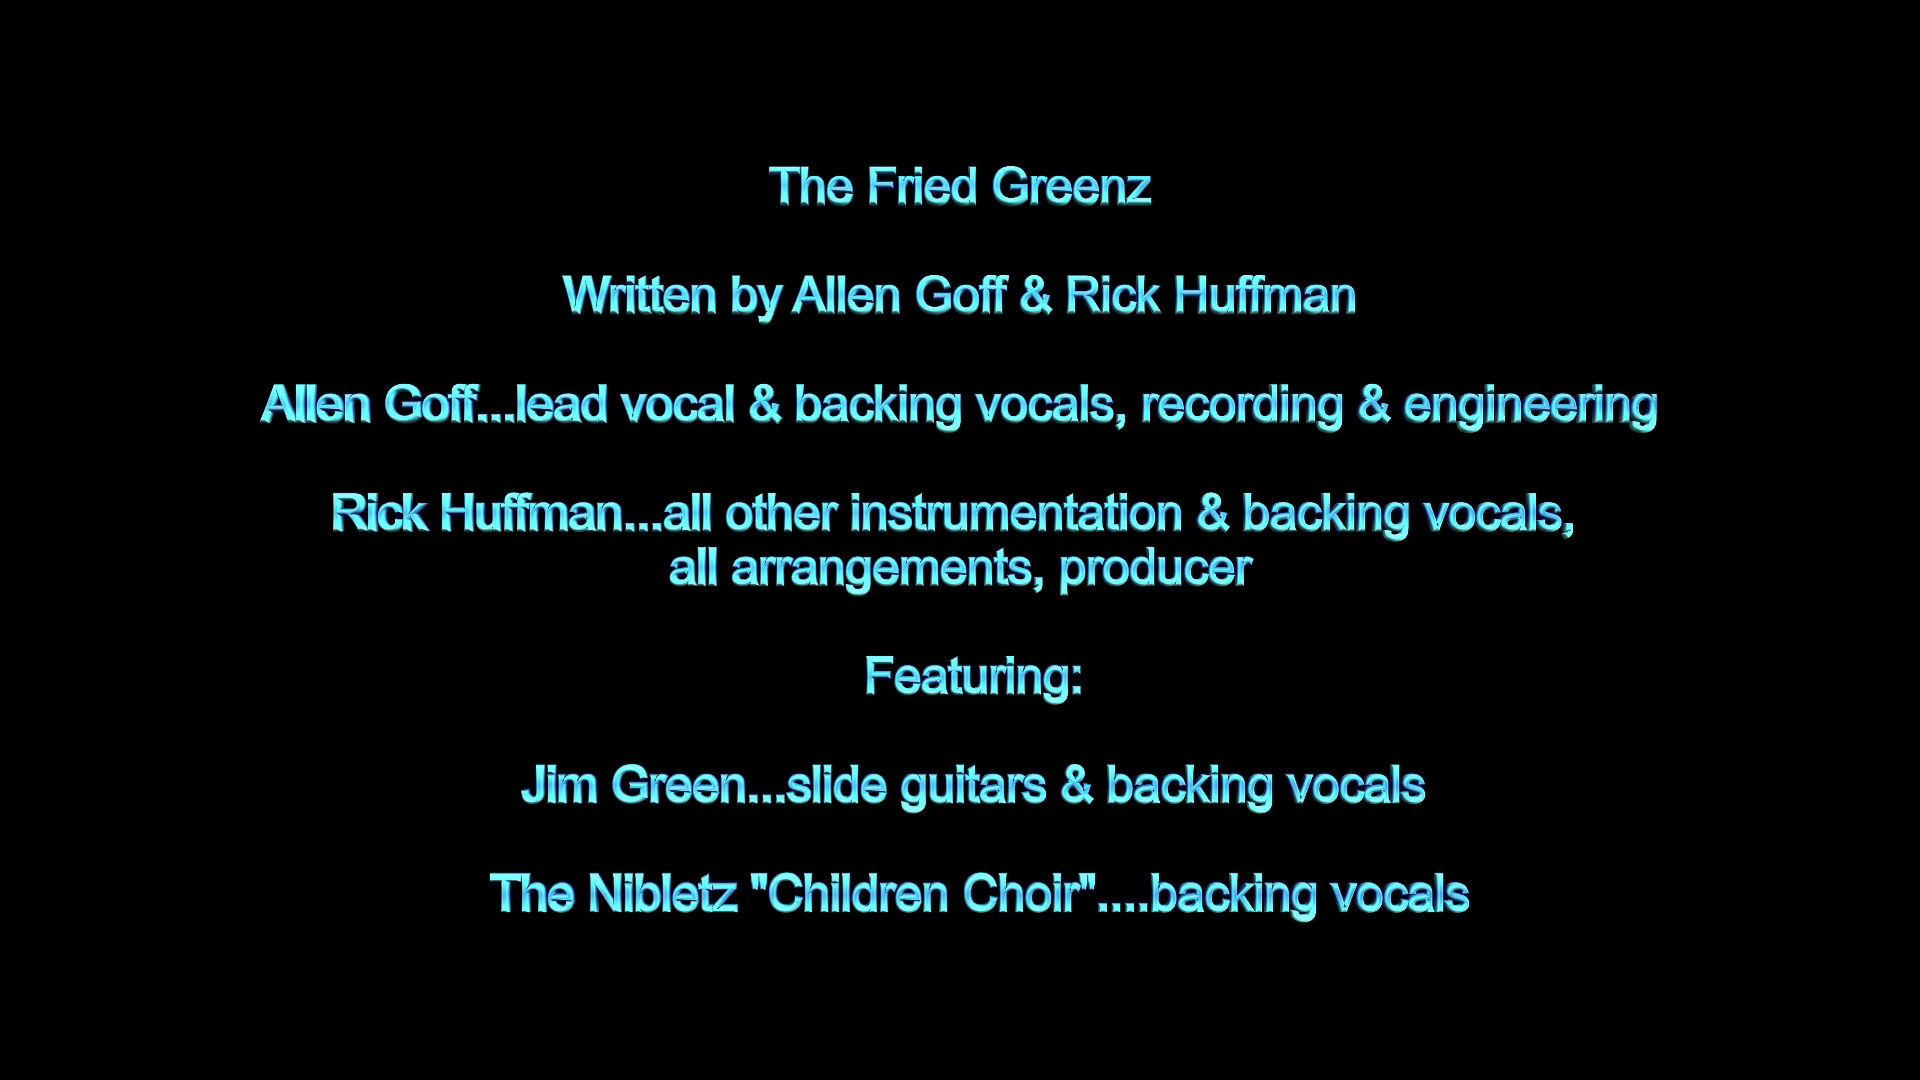 The Fried Greenz
Written by Allen Goff & Rick Huffman
Allen Goff...lead vocal & backing vocals, recording & engineering
Rick Huffman...all other instrumentation & backing vocals,
all arrangements, producer
Featuring:
Jim Green...slide guitars & backing vocals
The Nibletz "Children Choir"....backing vocals